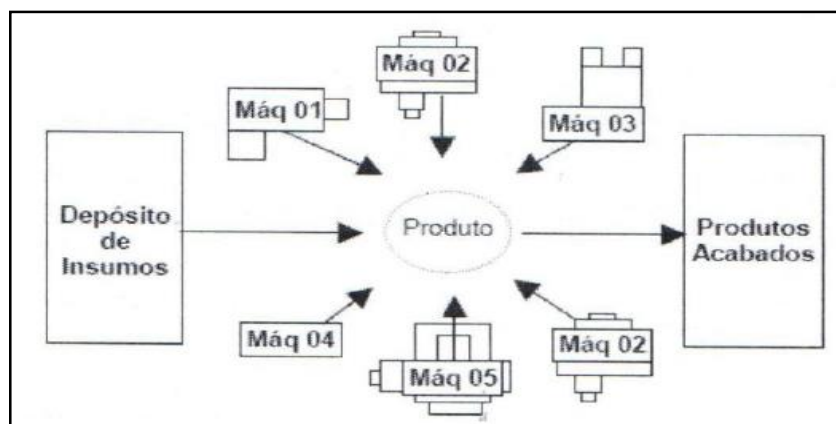 Máq 02
Máq 01
Máq 03
Depósito
de
Insumos
Produto
Produtos
Acabados
Máq 04
Máq 05
Máq 02